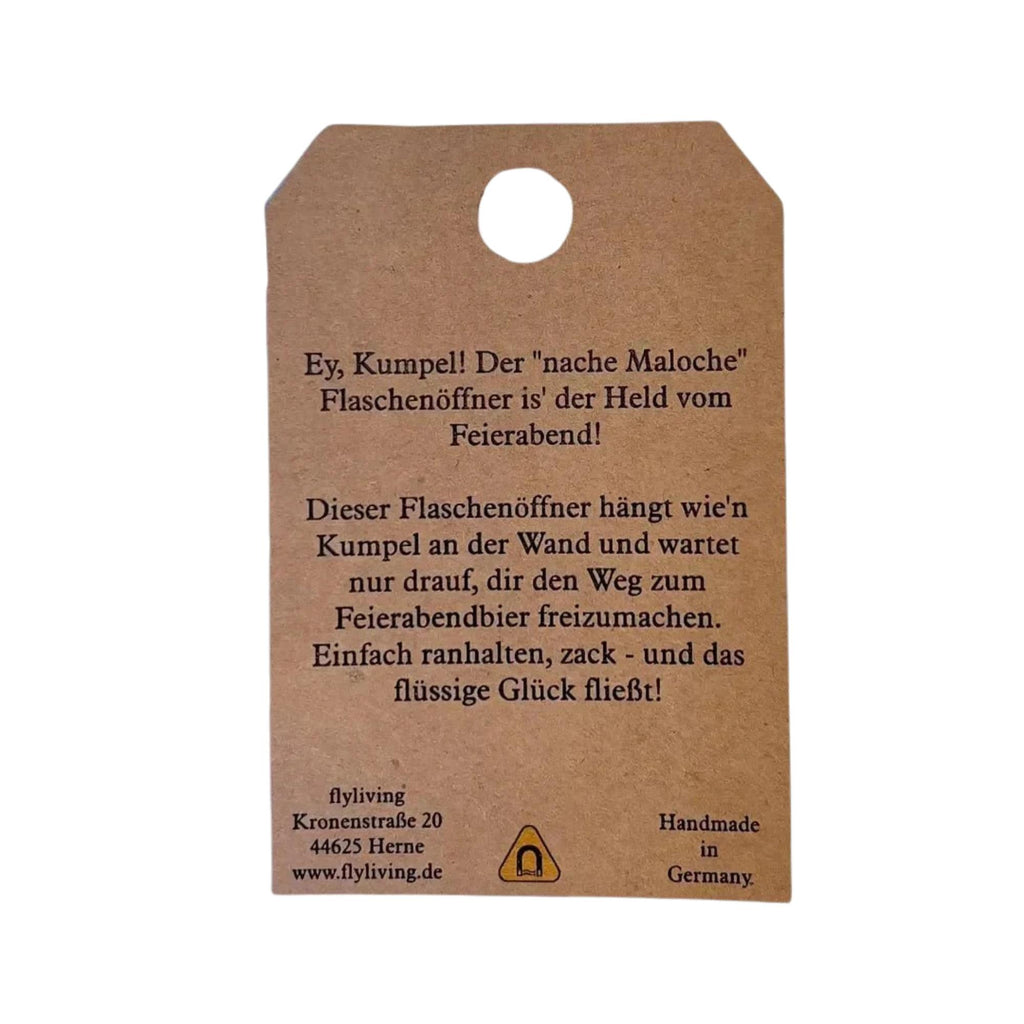 Ey, Kumpel! Der "nache Maloche"
Flaschenöffner is' der Held vom
Feierabend!
Dieser Flaschenöffner hängt wie'n
Kumpel an der Wand und wartet
nur drauf, dir den Weg zum
Feierabendbier freizumachen.
Einfach ranhalten, zack - und das
flüssige Glück fließt!
flyliving
Kronenstraße 20
44625 Herne
www.flyliving.de
Handmade
in
Germany.